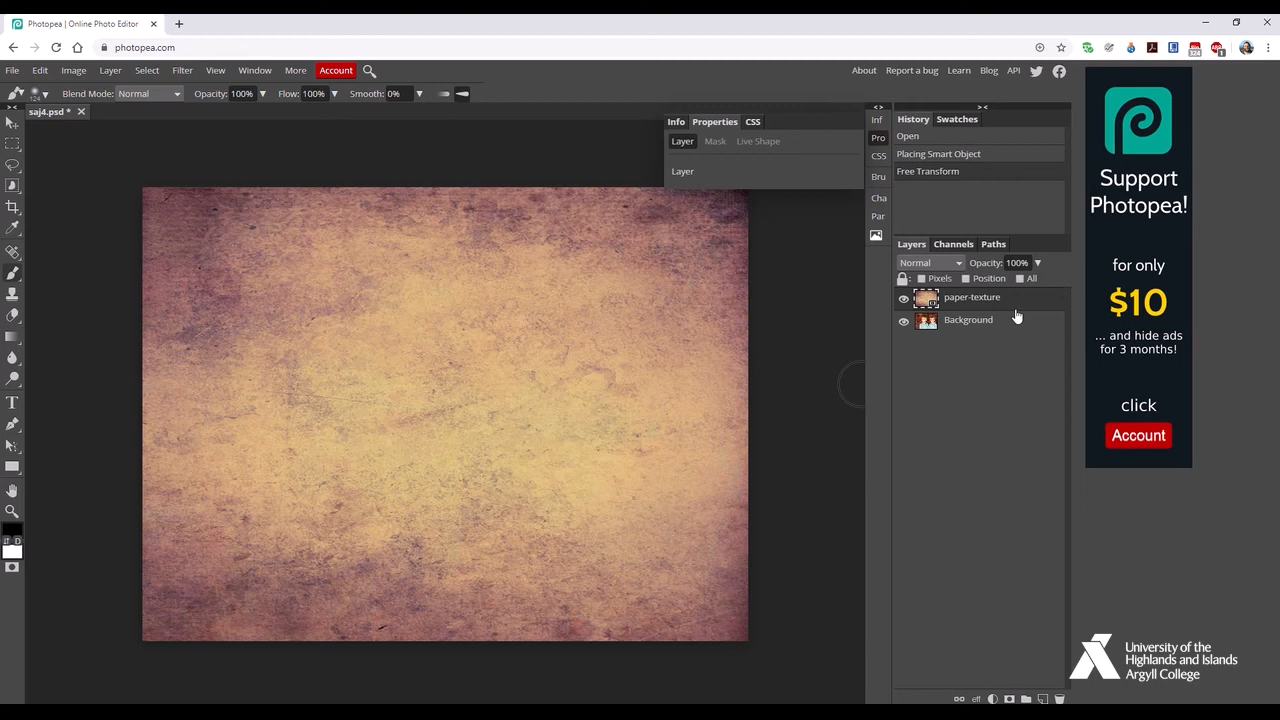 Photopea | Online Photo Editor
photopea.com
File Edit Image Layer Select Filter View Window More Account
About Report a bug Learn Blog API
124 Blend Mode: Normal Opacity: 100% Flow: 100% Smooth: 0%
saj4.psd *
Info Properties CSS
Layer Mask Live Shape
Layer
Inf
Pro
CSS
Bru
Cha
Par
History Swatches
Open
Placing Smart Object
Free Transform
Layers Channels Paths
Normal Opacity: 100%
Pixels Position All
paper-texture
Background
eff
D
Support
Photopea!
for only
$10
... and hide ads
for 3 months!
click
Account
University of the
Highlands and Islands
Argyll College